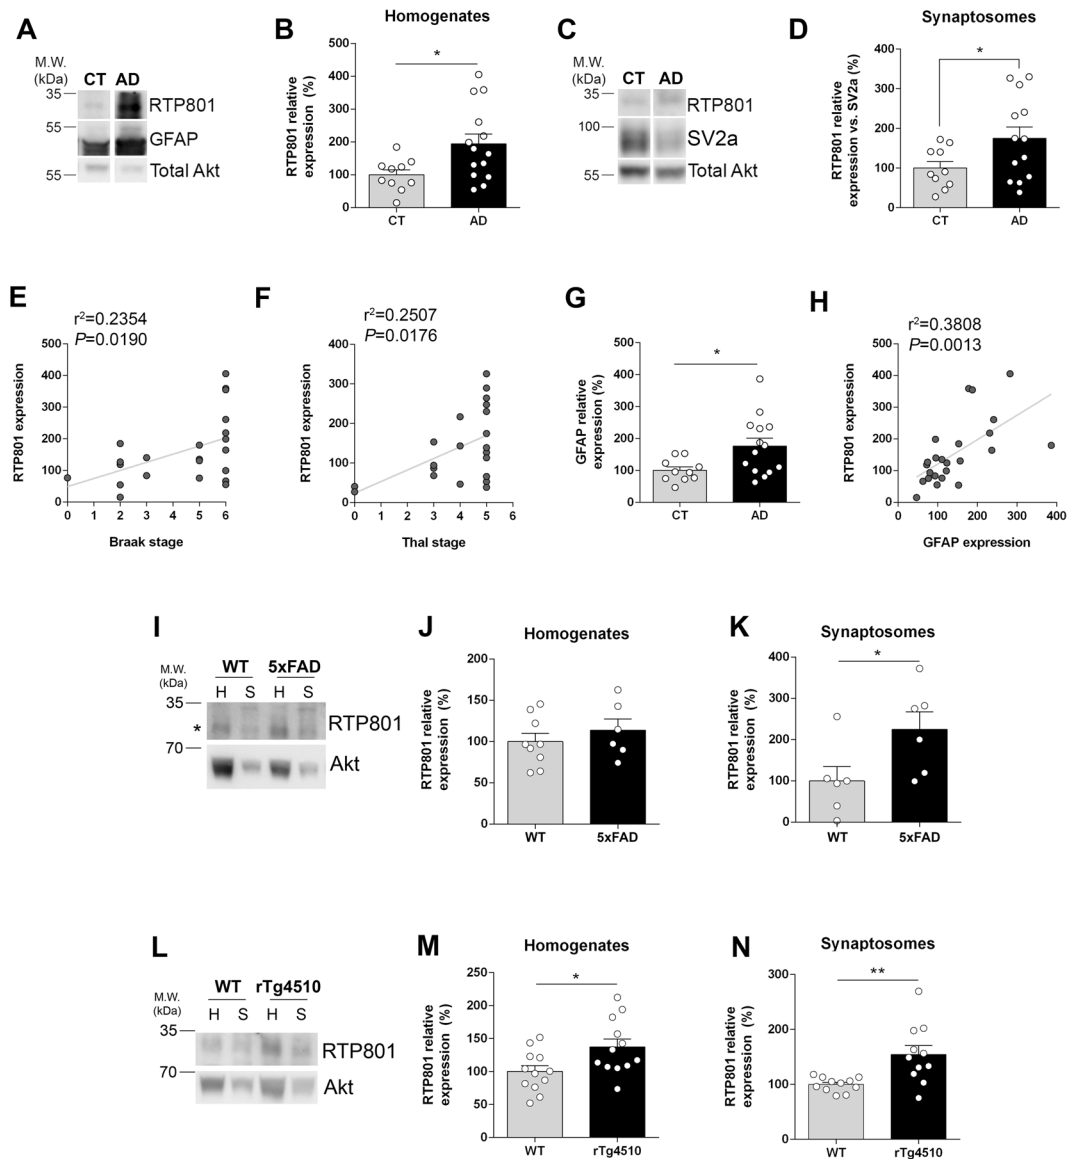 A
M.W.
(kDa)
CT AD
35
RTP801
55
GFAP
Total Akt
55
B
Homogenates
RTP801 relative
expression (%)
500
400
300
200
100
0
*
CT
AD
C
M.W.
(kDa)
CT AD
35
RTP801
100
SV2a
Total Akt
55
D
Synaptosomes
RTP801 relative
expression vs. SV2a (%)
400
300
200
100
0
*
CT
AD
E
r2=0.2354
P=0.0190
RTP801 expression
500
400
300
200
100
0
0 1 2 3 4 5 6
Braak stage
F
r2=0.2507
P=0.0176
RTP801 expression
400
300
200
100
0
0 1 2 3 4 5 6
Thal stage
G
GFAP relative
expression (%)
500
400
300
200
100
0
*
CT
AD
H
r2=0.3808
P=0.0013
RTP801 expression
500
400
300
200
100
0
0 100 200 300 400
GFAP expression
I
M.W.
(kDa)
WT 5xFAD
H S H S
35
*
RTP801
70
Akt
J
Homogenates
RTP801 relative
expression (%)
200
150
100
50
0
WT
5xFAD
K
Synaptosomes
RTP801 relative
expression (%)
400
300
200
100
0
*
WT
5xFAD
L
M.W.
(kDa)
WT rTg4510
H S H S
35
RTP801
70
Akt
M
Homogenates
RTP801 relative
expression (%)
250
200
150
100
50
0
*
WT
rTg4510
N
Synaptosomes
RTP801 relative
expression (%)
300
200
100
0
**
WT
rTg4510